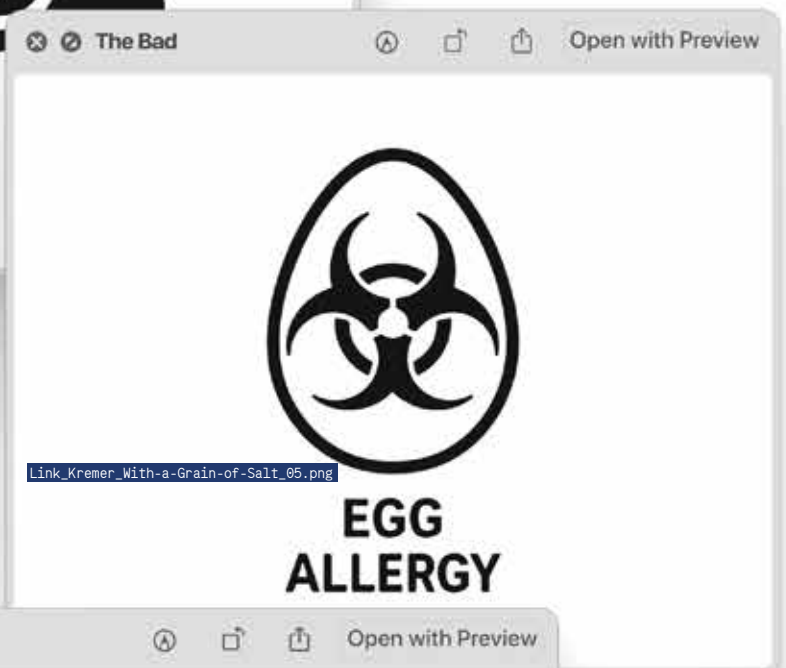 The Bad
Open with Preview
Link_Kremer_With-a-Grain-of-Salt_05.png
EGG
ALLERGY
Open with Preview